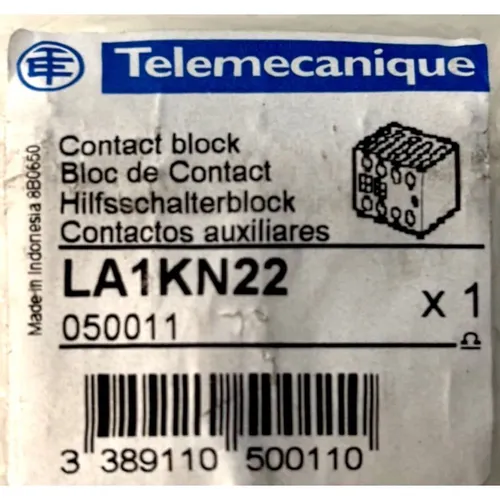 Telemecanique
Contact block
Bloc de Contact
Hilfsschalterblock
Contactos auxiliares
LA1KN22
x 1
050011
3 389110 500110
Made in Indonesia 8B0650